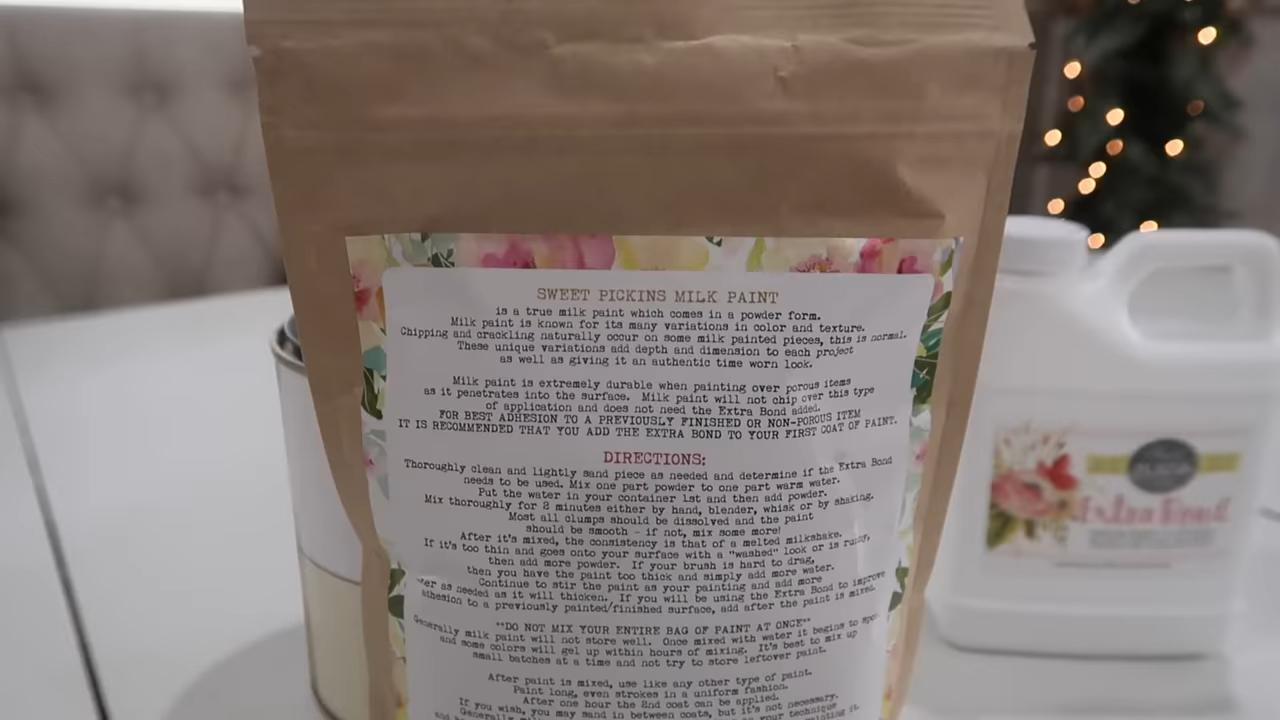 SWEET PICKINS MILK PAINT
is a true milk paint which comes in a powder form.
Milk paint is known for its many variations in color and texture.
Chipping and crackling naturally occur on some milk painted pieces, this is normal.
These unique variations add depth and dimension to each project
as well as giving it an authentic time worn look.
Milk paint is extremely durable when painting over porous items
as it penetrates into the surface. Milk paint will not chip over this type
of application and does not need the Extra Bond added.
FOR BEST ADHESION TO A PREVIOUSLY FINISHED OR NON-POROUS ITEM
IT IS RECOMMENDED THAT YOU ADD THE EXTRA BOND TO YOUR FIRST COAT OF PAINT.
DIRECTIONS:
Thoroughly clean and lightly sand piece as needed and determine if the Extra Bond
needs to be used. Mix one part powder to one part warm water.
Put the water in your container 1st and then add powder.
Mix thoroughly for 2 minutes either by hand, blender, whisk or by shaking.
Most all clumps should be dissolved and the paint
should be smooth - if not, mix some more!
After it's mixed, the consistency is that of a melted milkshake.
If it's too thin and goes onto your surface with a "washed" look or is runny,
then add more powder. If your brush is hard to drag,
then you have the paint too thick and simply add more water.
Continue to stir the paint as your painting and add more
as needed as it will thicken. If you will be using the Extra Bond to improve
adhesion to a previously painted/finished surface, add after the paint is mixed.
**DO NOT MIX YOUR ENTIRE BAG OF PAINT AT ONCE**
Generally milk paint will not store well. Once mixed with water it begins to
and some colors will gel up within hours of mixing. It's best to mix up
small batches at a time and not try to store leftover paint.
After paint is mixed, use like any other type of paint.
Paint long, even strokes in a uniform fashion.
After one hour the 2nd coat can be applied.
If you wish, you may sand in between coats, but it's not necessary.
Extra Bond